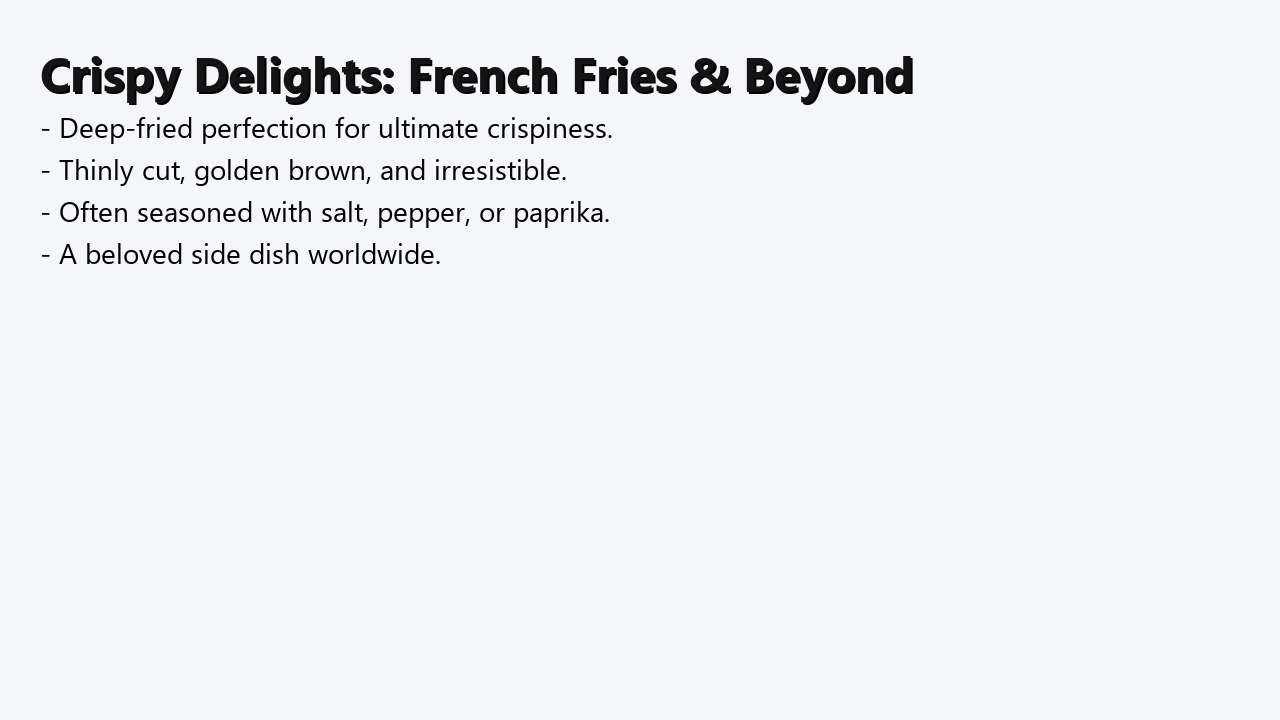 Crispy Delights: French Fries & Beyond
- Deep-fried perfection for ultimate crispiness.
- Thinly cut, golden brown, and irresistible.
- Often seasoned with salt, pepper, or paprika.
- A beloved side dish worldwide.